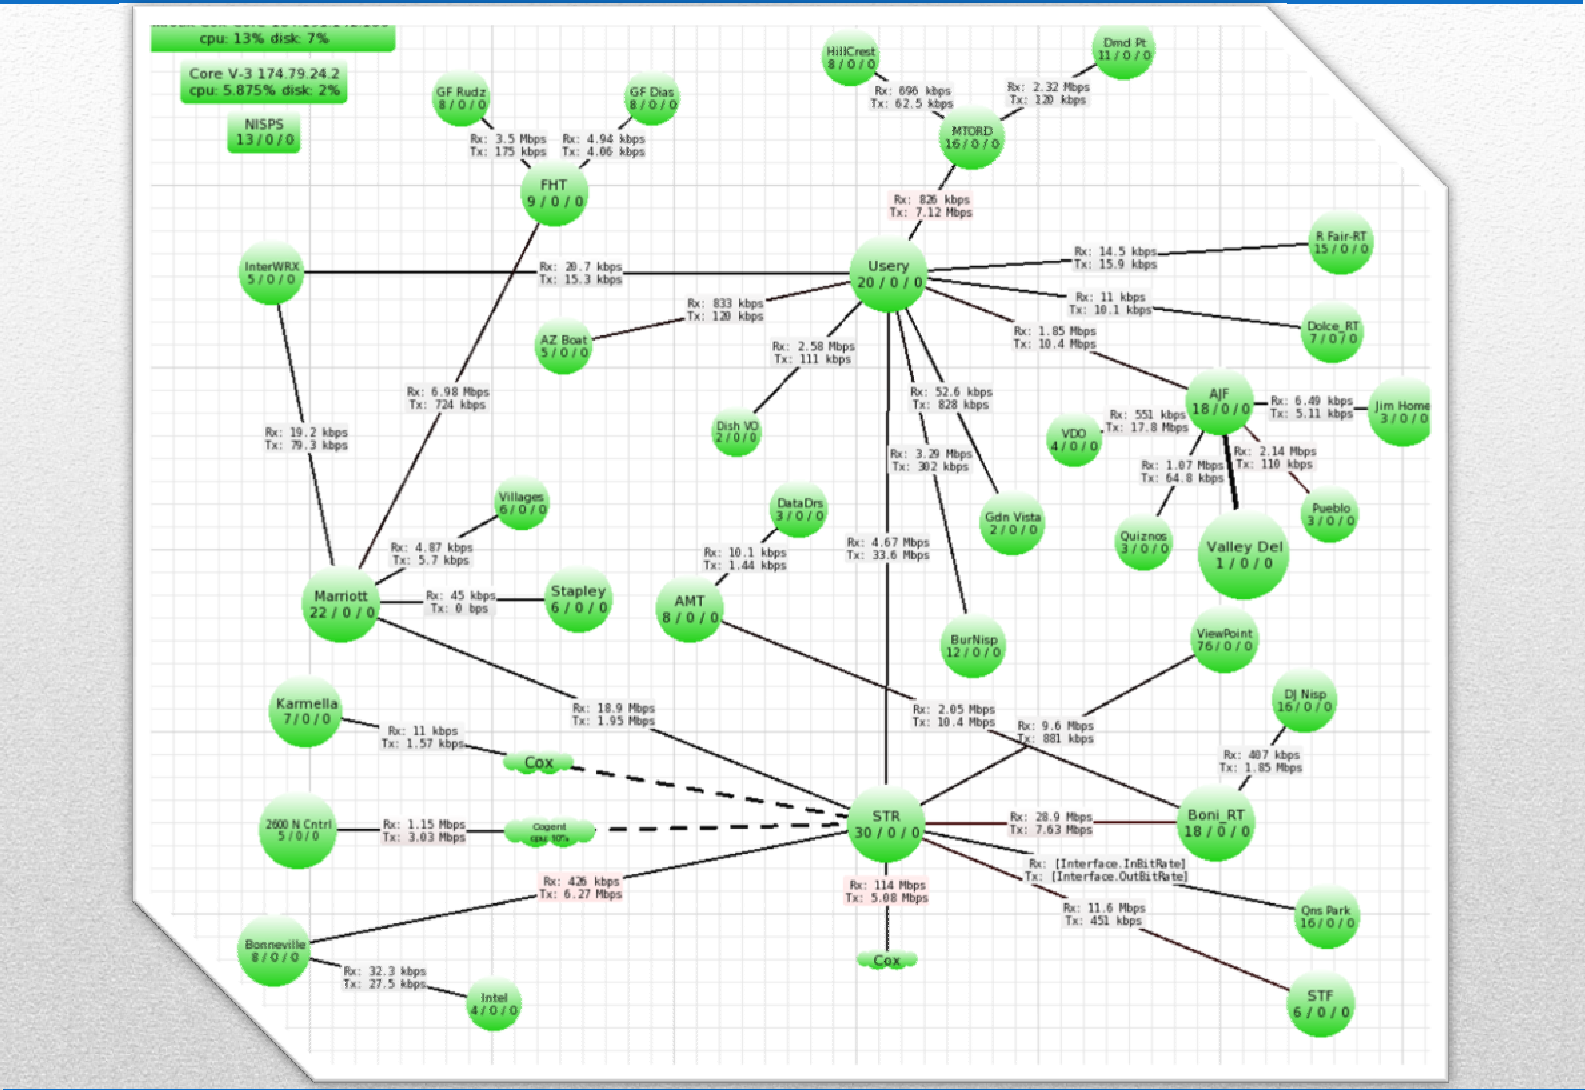 cpu: 13% disk: 7%
Core V-3 174.79.24.2
cpu: 5.875% disk: 2%
NISPS
13/0/0
GF Rudz
8/0/0
GF Dias
8/0/0
HillCrest
8/0/0
Dmd Pt
11/0/0
Rx: 696 kbps
Tx: 62.5 kbps
Rx: 2.32 Mbps
Tx: 120 kbps
MTORD
16/0/0
Rx: 3.5 Mbps
Tx: 175 kbps
Rx: 4.94 kbps
Tx: 4.06 kbps
FHT
9/0/0
Rx: 826 kbps
Tx: 7.12 Mbps
InterWRX
5/0/0
Rx: 20.7 kbps
Tx: 15.3 kbps
Usery
20/0/0
Rx: 14.5 kbps
Tx: 15.9 kbps
R Fair-RT
15/0/0
Rx: 833 kbps
Tx: 120 kbps
Rx: 11 kbps
Tx: 10.1 kbps
Dolce_RT
7/0/0
AZ Boat
5/0/0
Rx: 2.58 Mbps
Tx: 111 kbps
Rx: 1.85 Mbps
Tx: 10.4 Mbps
Rx: 6.98 Mbps
Tx: 724 kbps
Rx: 52.6 kbps
Tx: 828 kbps
AJF
18/0/0
Rx: 6.49 kbps
Tx: 5.11 kbps
Jim Home
3/0/0
Rx: 19.2 kbps
Tx: 79.3 kbps
Dish VO
2/0/0
VDO
4/0/0
Rx: 551 kbps
Tx: 17.8 Mbps
Rx: 3.29 Mbps
Tx: 302 kbps
Rx: 1.07 Mbps
Tx: 64.8 kbps
Rx: 2.14 Mbps
Tx: 110 kbps
Villages
6/0/0
DataDrs
3/0/0
Gdn Vista
2/0/0
Quiznos
3/0/0
Pueblo
3/0/0
Valley Del
1/0/0
Rx: 4.87 kbps
Tx: 5.7 kbps
Rx: 10.1 kbps
Tx: 1.44 kbps
Rx: 4.67 Mbps
Tx: 33.6 Mbps
Marriott
22/0/0
Rx: 45 kbps
Tx: 0 bps
Stapley
6/0/0
AMT
8/0/0
BurNisp
12/0/0
ViewPoint
76/0/0
Karmella
7/0/0
Rx: 18.9 Mbps
Tx: 1.95 Mbps
Rx: 2.05 Mbps
Tx: 10.4 Mbps
Rx: 9.6 Mbps
Tx: 881 kbps
DJ Nisp
16/0/0
Rx: 11 kbps
Tx: 1.57 kbps
Cox
Rx: 407 kbps
Tx: 1.85 Mbps
2600 N Cntrl
5/0/0
Rx: 1.15 Mbps
Tx: 3.03 Mbps
Cogent
STR
30/0/0
Rx: 28.9 Mbps
Tx: 7.63 Mbps
Boni_RT
18/0/0
Rx: [Interface.InBitRate]
Tx: [Interface.OutBitRate]
Rx: 426 kbps
Tx: 6.27 Mbps
Rx: 114 Mbps
Tx: 5.08 Mbps
Rx: 11.6 Mbps
Tx: 451 kbps
Qns Park
16/0/0
Bonneville
8/0/0
Rx: 32.3 kbps
Tx: 27.5 kbps
Cox
Intel
4/0/0
STF
6/0/0